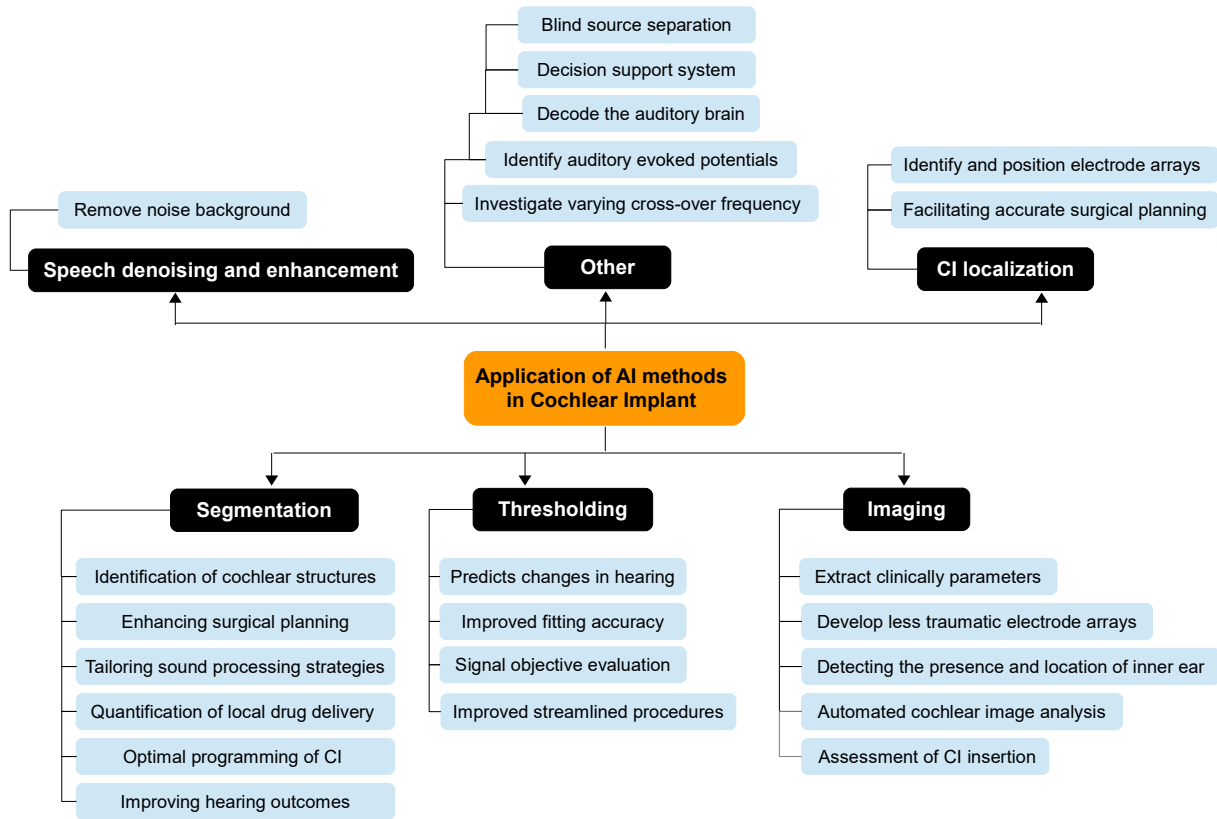 Blind source separation
Decision support system
Decode the auditory brain
Identify auditory evoked potentials
Investigate varying cross-over frequency
Other
Remove noise background
Speech denoising and enhancement
Identify and position electrode arrays
Facilitating accurate surgical planning
CI localization
Application of AI methods
in Cochlear Implant
Segmentation
Identification of cochlear structures
Enhancing surgical planning
Tailoring sound processing strategies
Quantification of local drug delivery
Optimal programming of CI
Improving hearing outcomes
Thresholding
Predicts changes in hearing
Improved fitting accuracy
Signal objective evaluation
Improved streamlined procedures
Imaging
Extract clinically parameters
Develop less traumatic electrode arrays
Detecting the presence and location of inner ear
Automated cochlear image analysis
Assessment of CI insertion